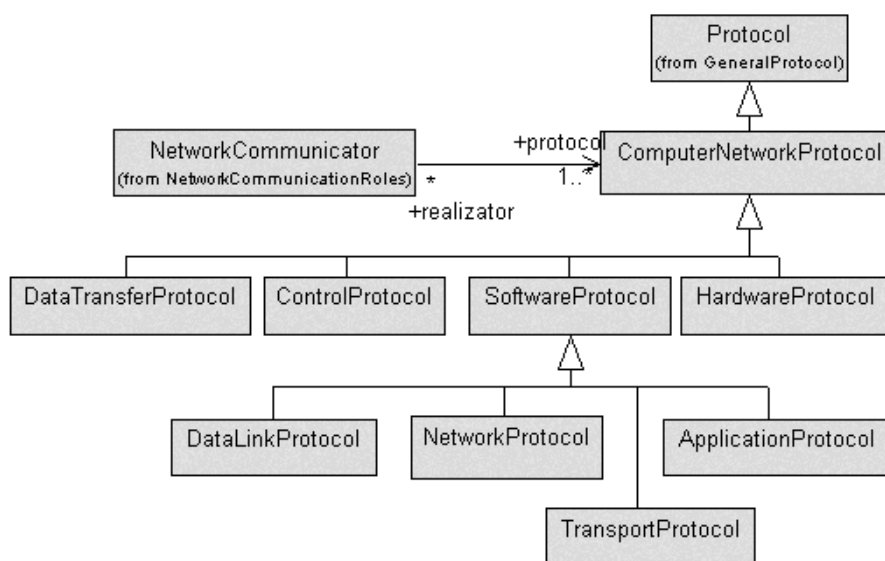 Protocol
(from GeneralProtocol)
NetworkCommunicator
(from NetworkCommunicationRoles)
+protocol
ComputerNetworkProtocol
*
1..*
+realizator
DataTransferProtocol
ControlProtocol
SoftwareProtocol
HardwareProtocol
DataLinkProtocol
NetworkProtocol
ApplicationProtocol
TransportProtocol